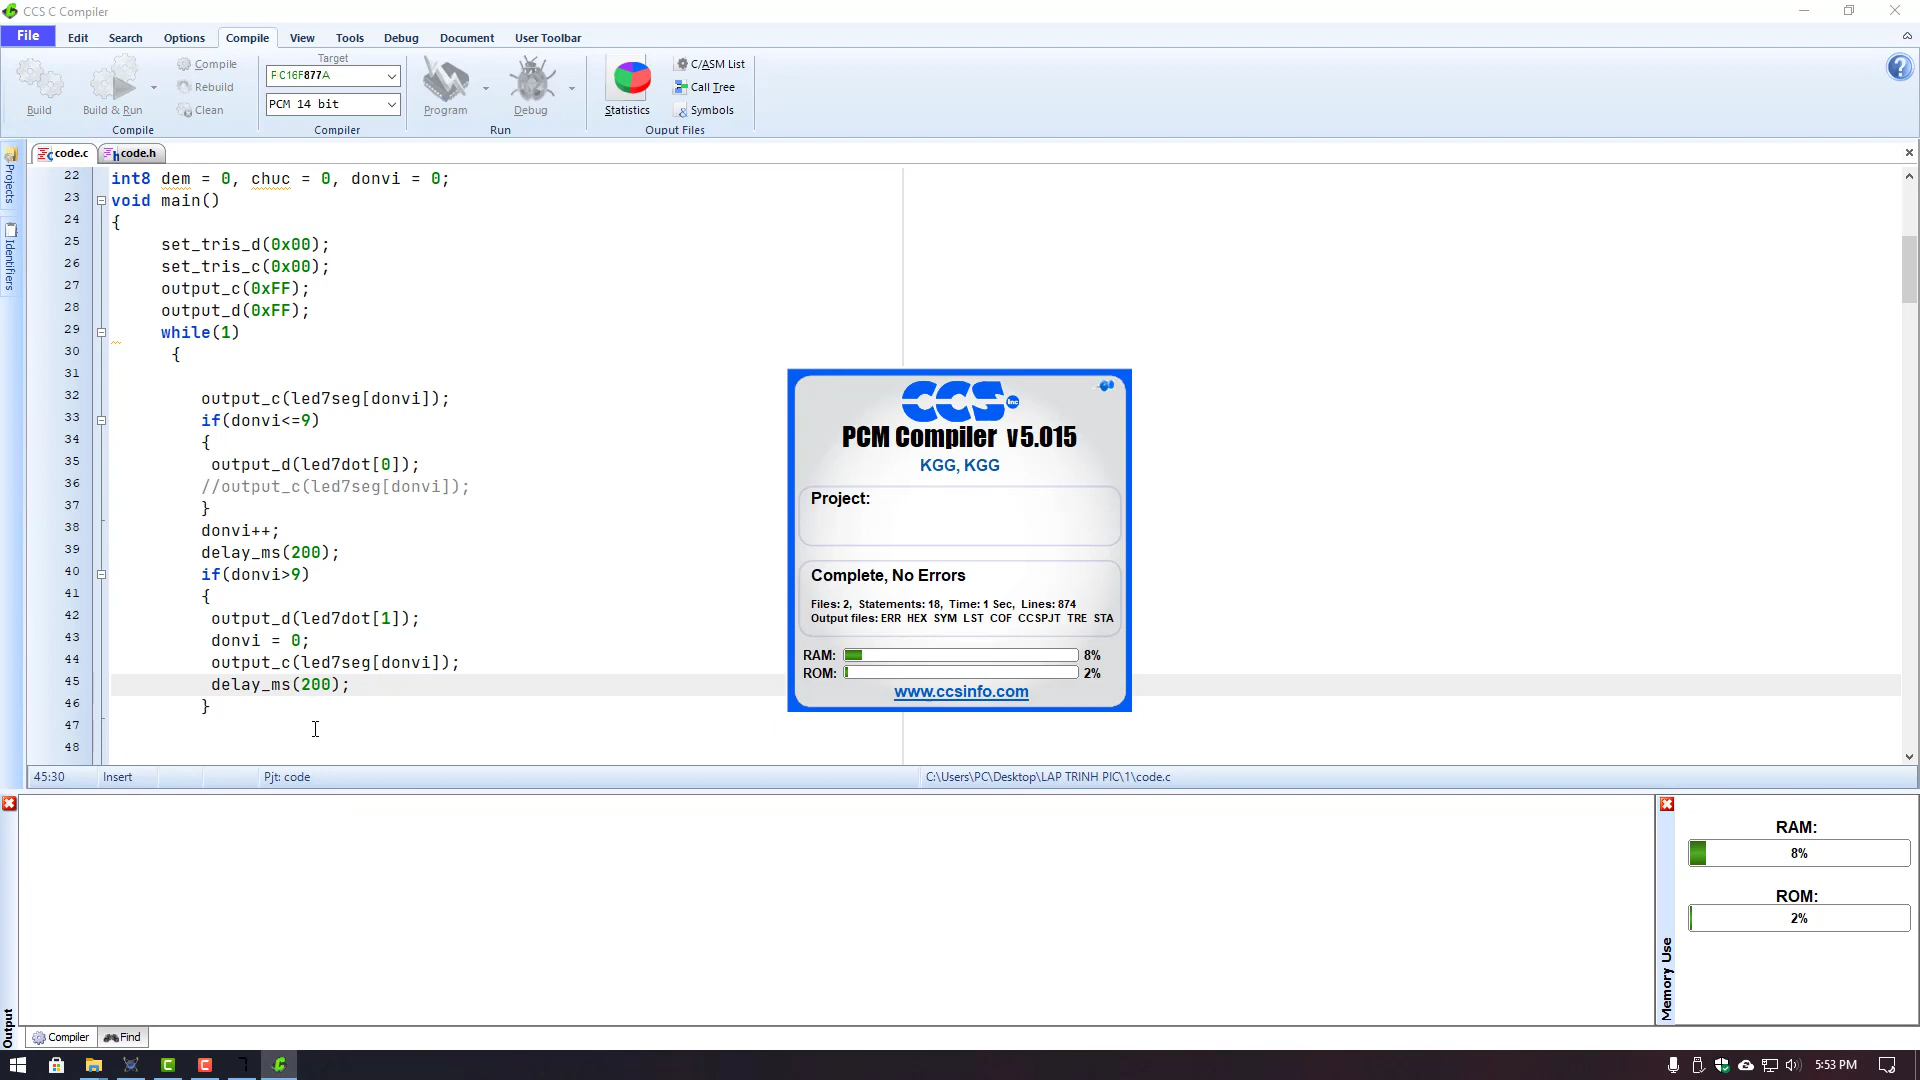 CCS C Compiler
File Edit Search Options Compile View Tools Debug Document User Toolbar
Build
Build & Run
Compile
Rebuild
Clean
Compile
Target
PIC16F877A
PCM 14 bit
Compiler
Program
Debug
Run
Statistics
C/ASM List
Call Tree
Symbols
Ouput Files
Projects
Identifiers
code.c code.h
22 int8 dem = 0, chuc = 0, donvi = 0;
23 void main()
24 {
25 set_tris_d(0x00);
26 set_tris_c(0x00);
27 output_c(0xFF);
28 output_d(0xFF);
29 while(1)
30 {
31
32 output_c(led7seg[donvi]);
33 if(donvi<=9)
34 {
35 output_d(led7dot[0]);
36 //output_c(led7seg[donvi]);
37 }
38 donvi++;
39 delay_ms(200);
40 if(donvi>9)
41 {
42 output_d(led7dot[1]);
43 donvi = 0;
44 output_c(led7seg[donvi]);
45 delay_ms(200);
46 }
47
48
CCS Inc
PCM Compiler v5.015
KGG, KGG
Project:
Complete, No Errors
Files: 2, Statements: 18, Time: 1 Sec, Lines: 874
Output files: ERR HEX SYM LST COF CCSPJT TRE STA
RAM: 8%
ROM: 2%
www.ccsinfo.com
45:30 Insert Pjt: code C:\Users\PC\Desktop\LAP TRINH PIC\1\code.c
Output
Memory Use
RAM:
8%
ROM:
2%
Compiler Find
5:53 PM